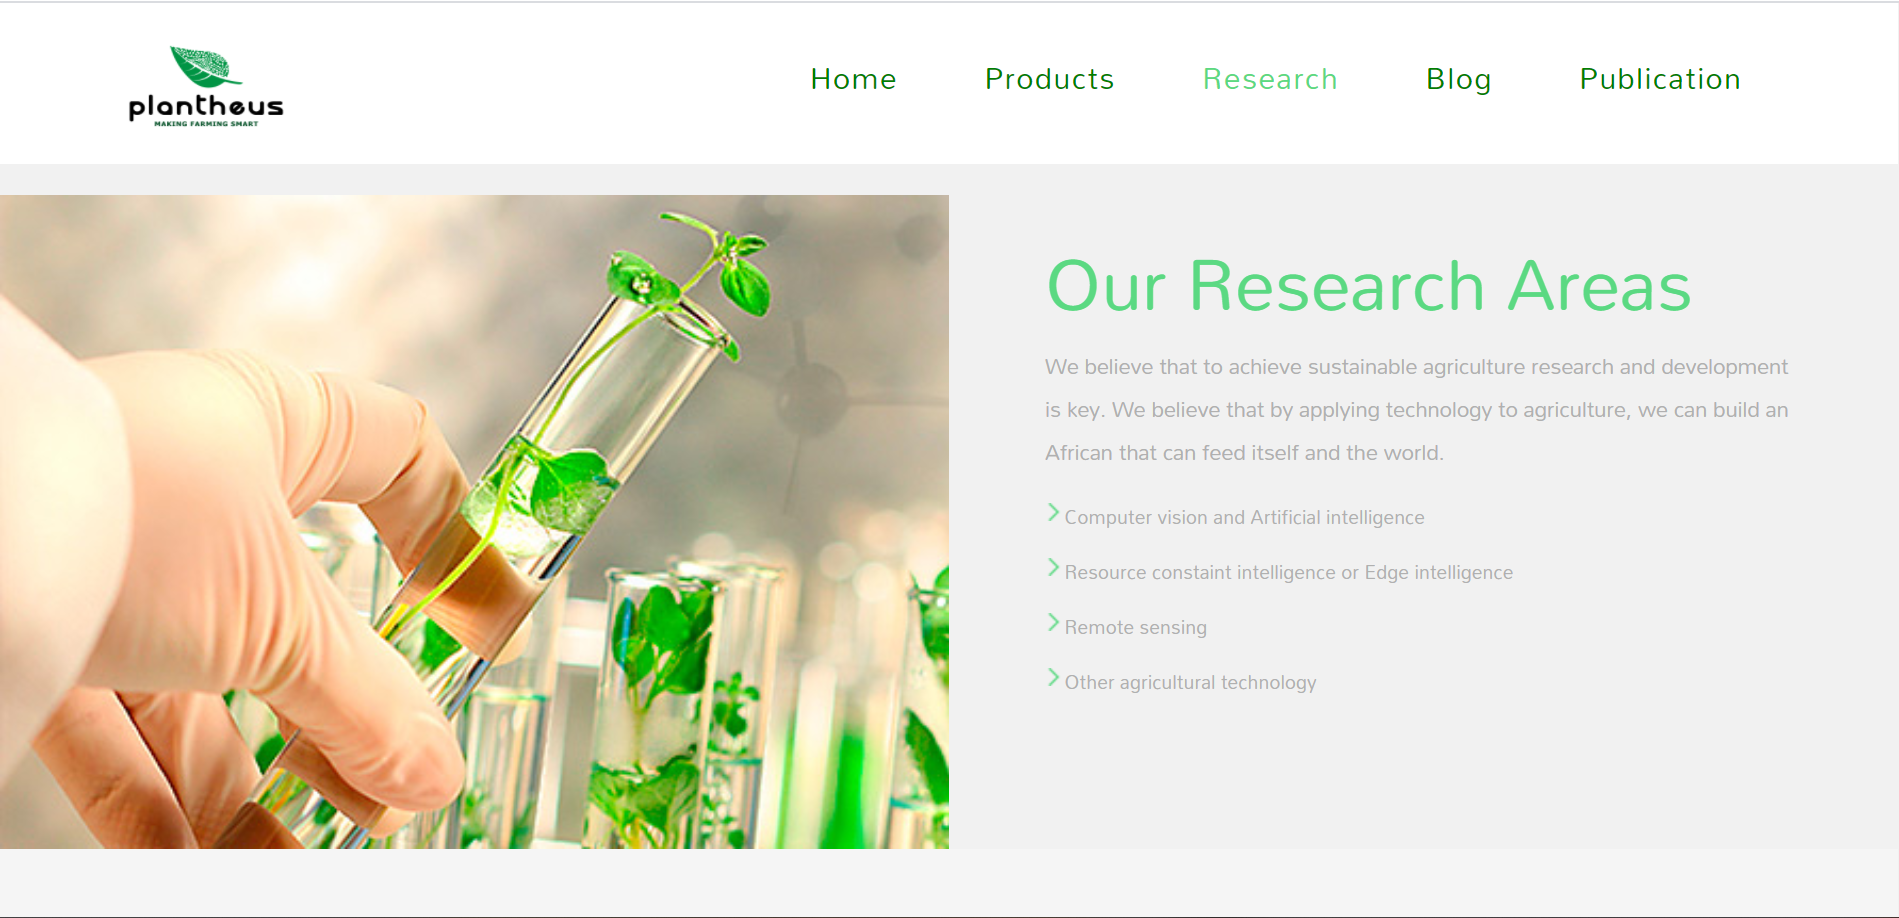 plantheus
MAKING FARMING SMART
Home Products Research Blog Publication
Our Research Areas
We believe that to achieve sustainable agriculture research and development
is key. We believe that by applying technology to agriculture, we can build an
African that can feed itself and the world.
Computer vision and Artificial intelligence
Resource constaint intelligence or Edge intelligence
Remote sensing
Other agricultural technology